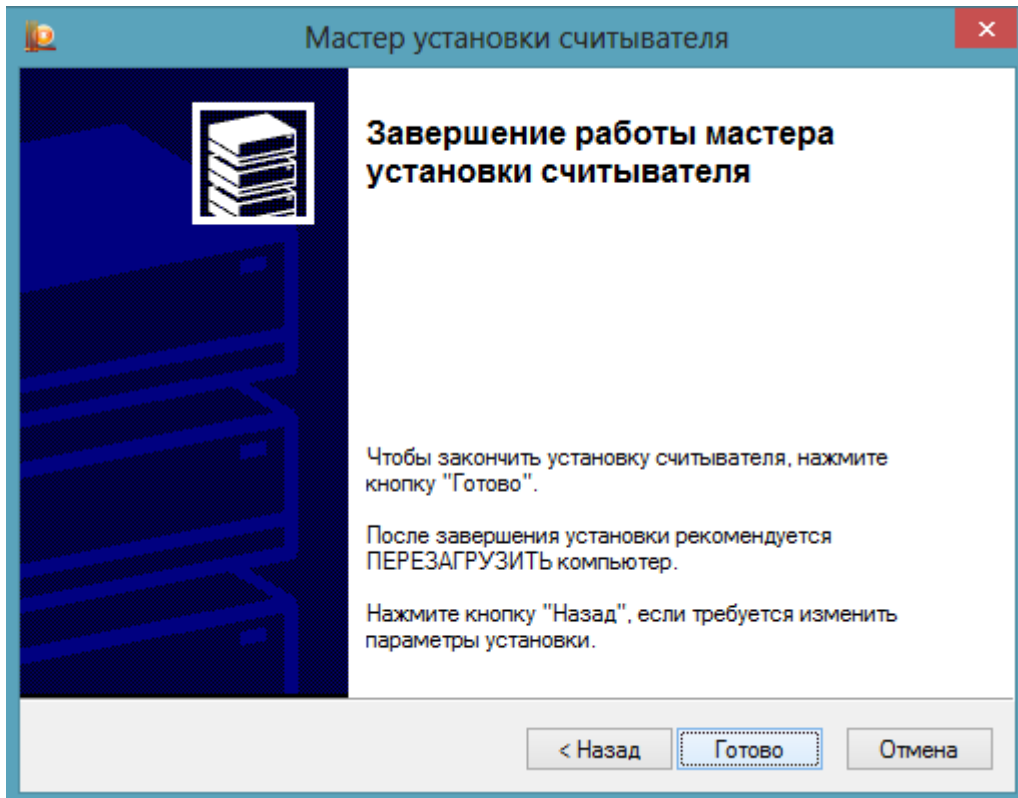 Мастер установки считывателя
Завершение работы мастера
установки считывателя
Чтобы закончить установку считывателя, нажмите
кнопку "Готово".
После завершения установки рекомендуется
ПЕРЕЗАГРУЗИТЬ компьютер.
Нажмите кнопку "Назад", если требуется изменить
параметры установки.
< Назад
Готово
Отмена